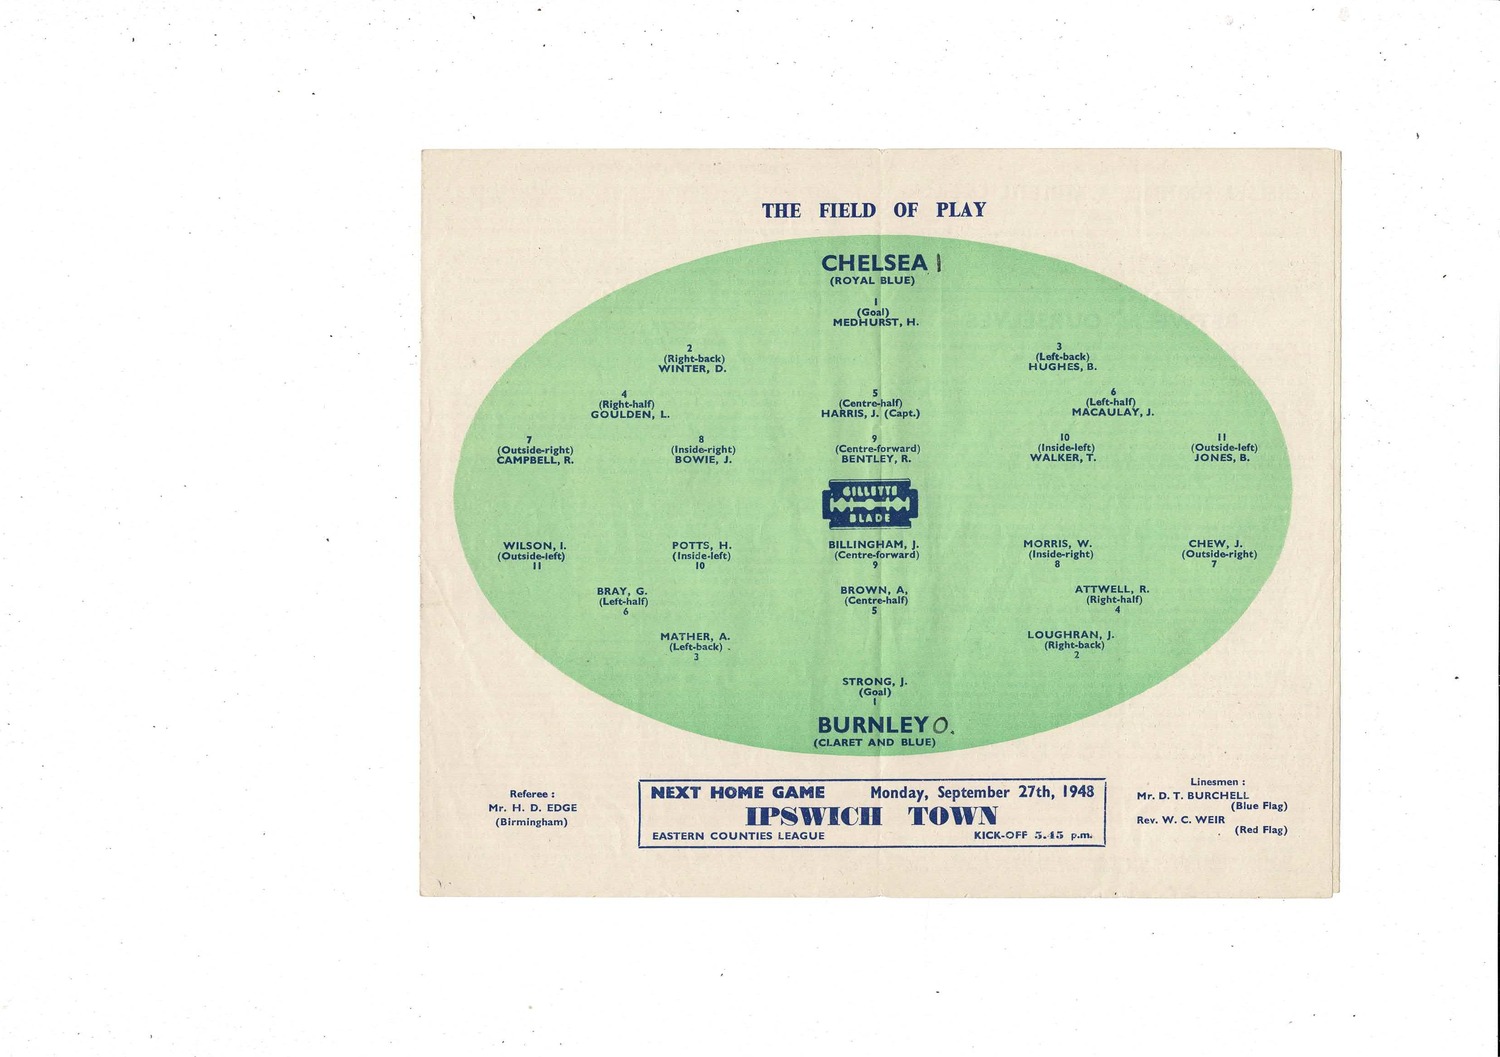 THE FIELD OF PLAY
CHELSEA 1
(ROYAL BLUE)
1
(Goal)
MEDHURST, H.
2
(Right-back)
WINTER, D.
3
(Left-back)
HUGHES, B.
4
(Right-half)
GOULDEN, L.
5
(Centre-half)
HARRIS, J. (Capt.)
6
(Left-half)
MACAULAY, J.
7
(Outside-right)
CAMPBELL, R.
8
(Inside-right)
BOWIE, J.
9
(Centre-forward)
BENTLEY, R.
10
(Inside-left)
WALKER, T.
11
(Outside-left)
JONES, B.
GILLETTE
BLADE
WILSON, I.
(Outside-left)
11
POTTS, H.
(Inside-left)
10
BILLINGHAM, J.
(Centre-forward)
9
MORRIS, W.
(Inside-right)
8
CHEW, J.
(Outside-right)
7
BRAY, G.
(Left-half)
6
BROWN, A,
(Centre-half)
5
ATTWELL, R.
(Right-half)
4
MATHER, A.
(Left-back)
3
LOUGHRAN, J.
(Right-back)
2
STRONG, J.
(Goal)
1
BURNLEY 0.
(CLARET AND BLUE)
Referee :
Mr. H. D. EDGE
(Birmingham)
NEXT HOME GAME Monday, September 27th, 1948
IPSWICH TOWN
EASTERN COUNTIES LEAGUE KICK-OFF 5.45 p.m.
Linesmen :
Mr. D. T. BURCHELL
(Blue Flag)
Rev. W. C. WEIR
(Red Flag)